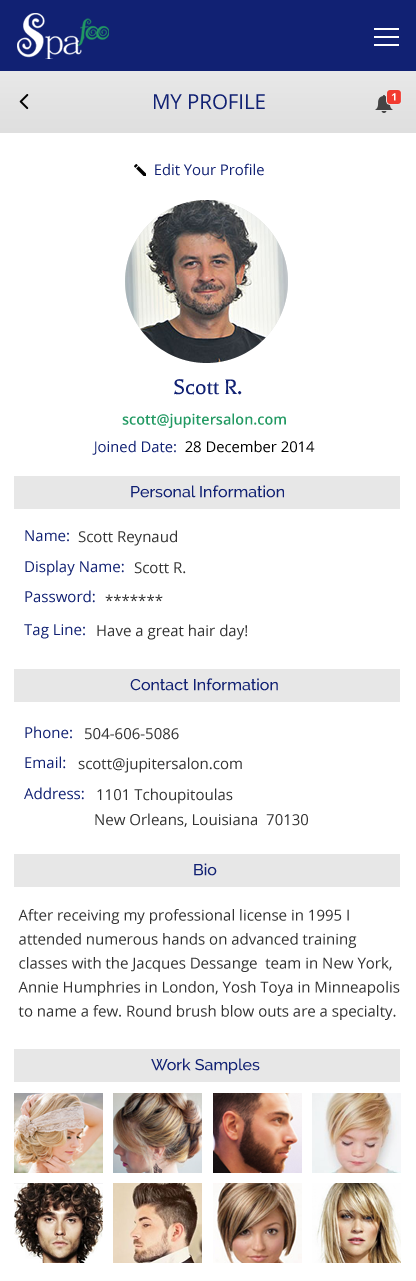 Spa foo
MY PROFILE
1
Edit Your Profile
Scott R.
scott@jupitersalon.com
Joined Date: 28 December 2014
Personal Information
Name: Scott Reynaud
Display Name: Scott R.
Password: *******
Tag Line: Have a great hair day!
Contact Information
Phone: 504-606-5086
Email: scott@jupitersalon.com
Address: 1101 Tchoupitoulas
New Orleans, Louisiana 70130
Bio
After receiving my professional license in 1995 I
attended numerous hands on advanced training
classes with the Jacques Dessange team in New York,
Annie Humphries in London, Yosh Toya in Minneapolis
to name a few. Round brush blow outs are a specialty.
Work Samples